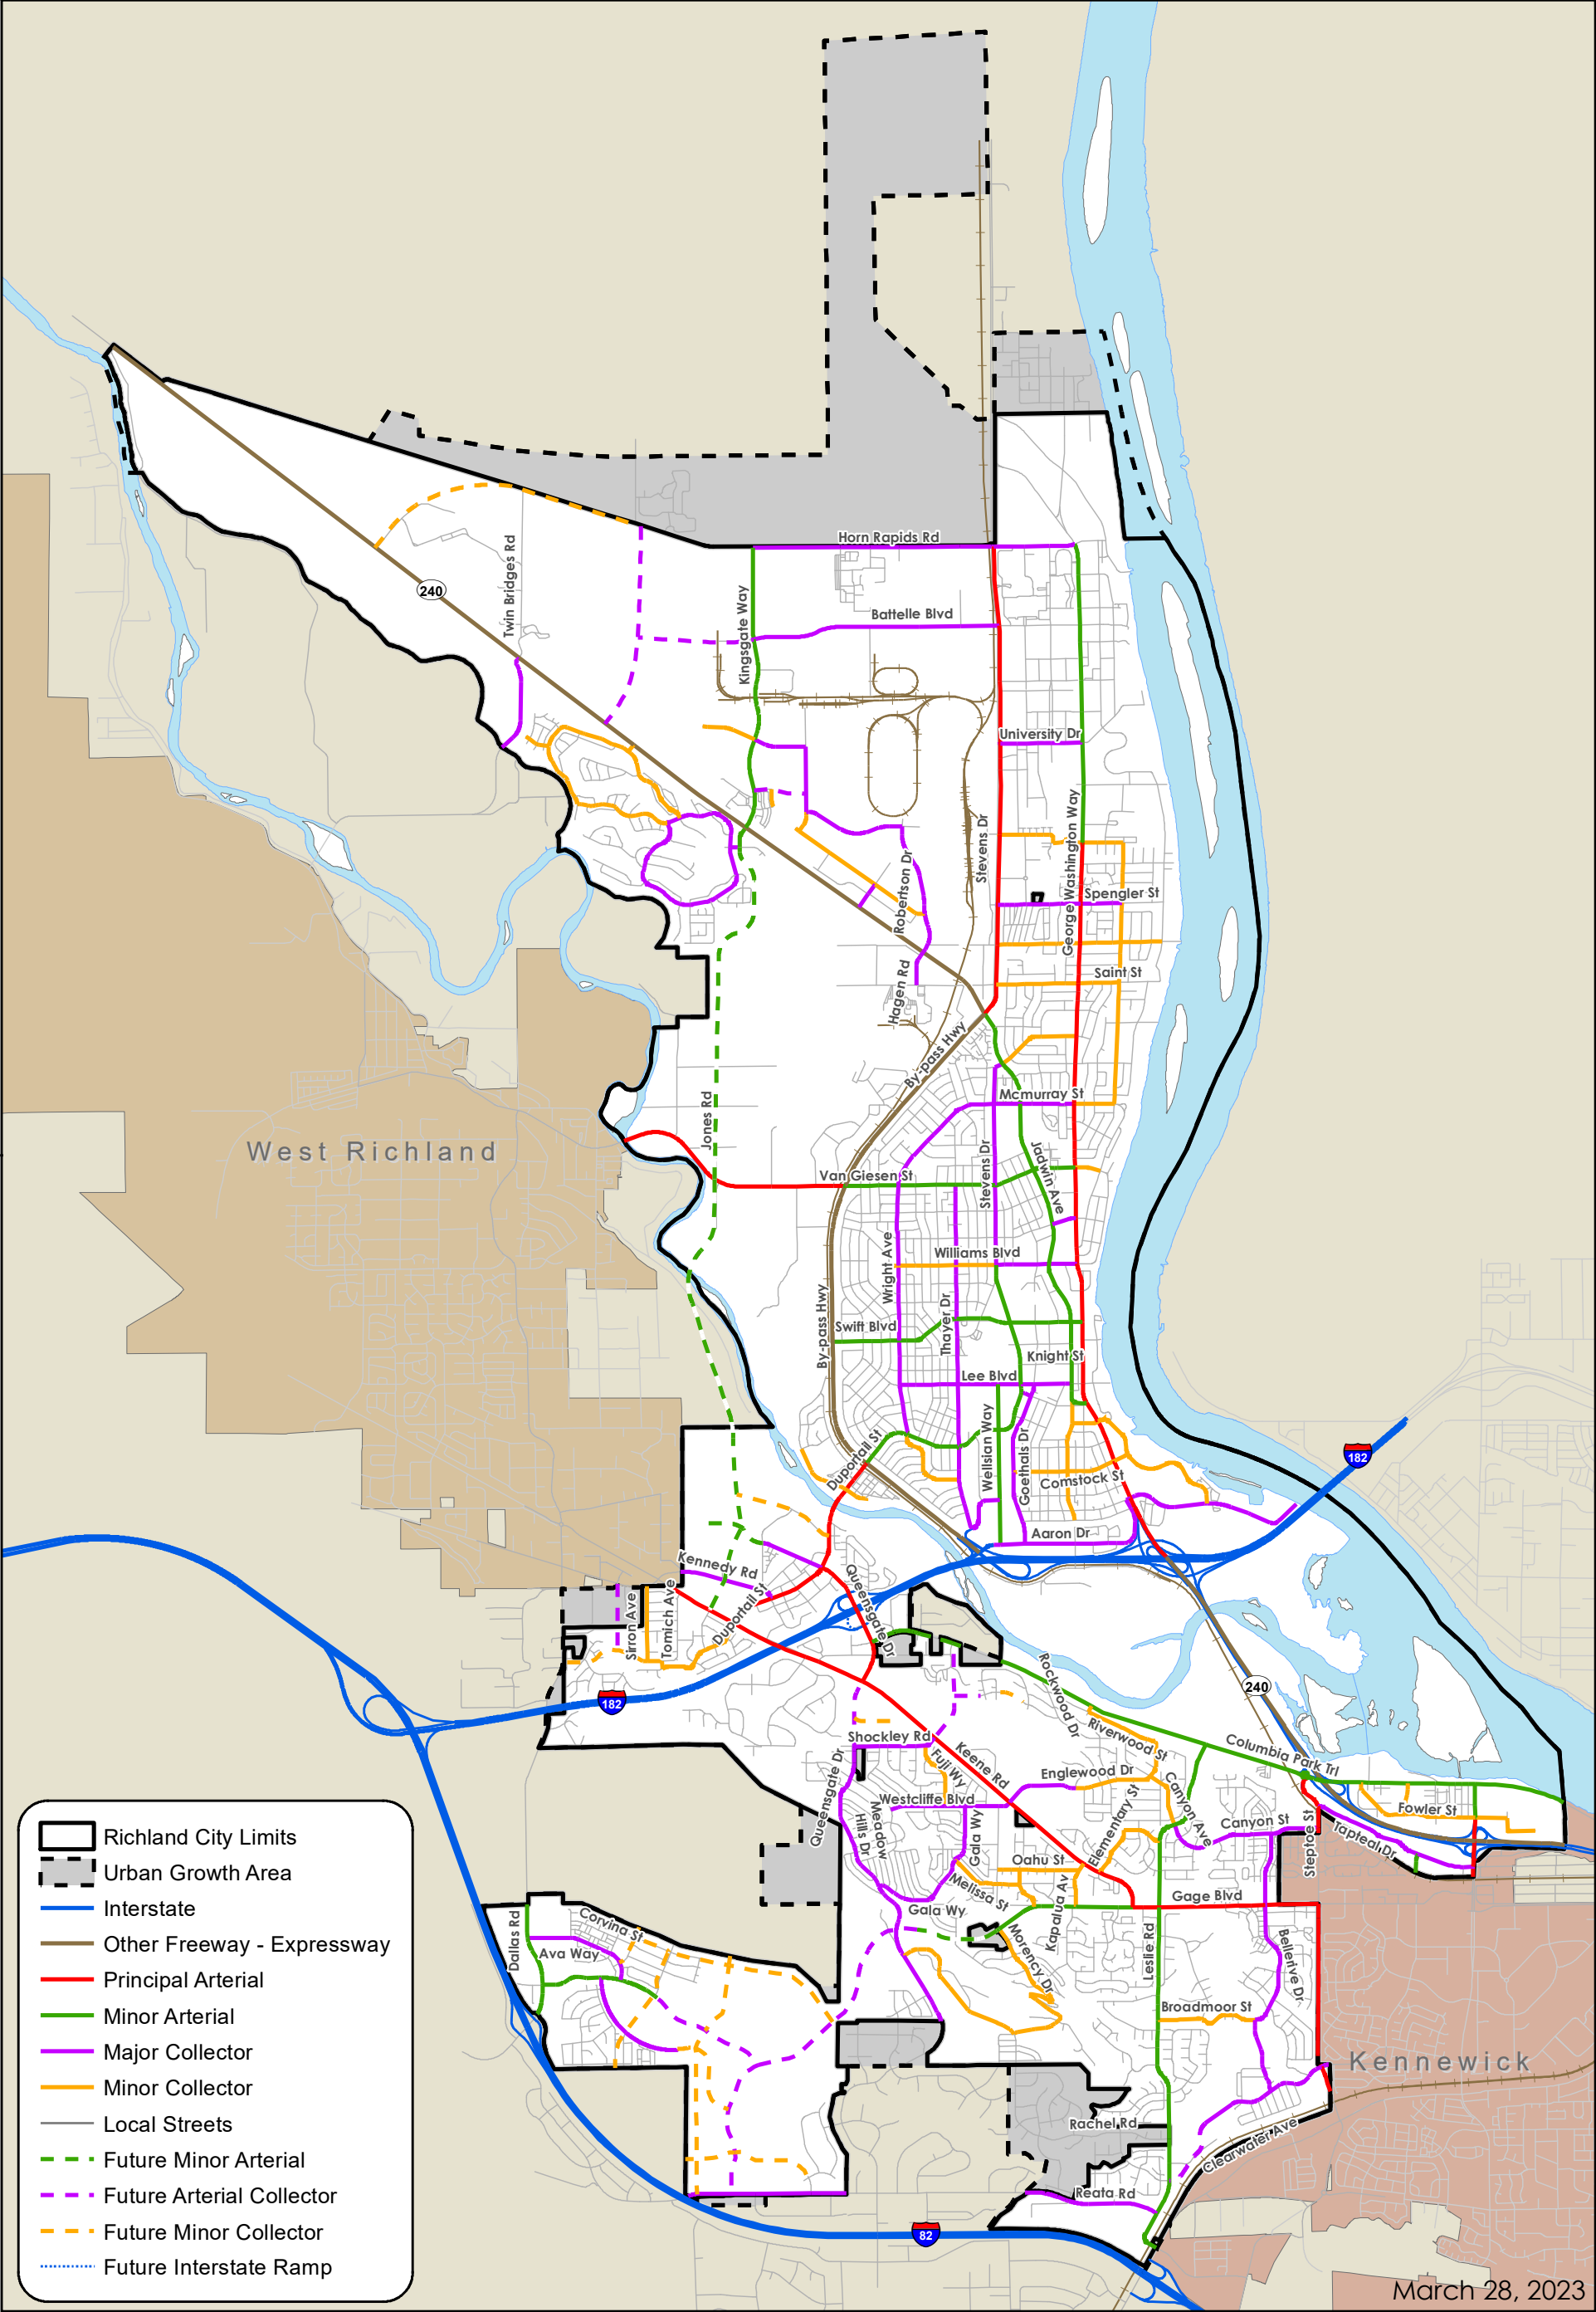 Horn Rapids Rd
Twin Bridges Rd
240
Kingsgate Way
Battelle Blvd
University Dr
George Washington Way
Stevens Dr
Robertson Dr
Spengler St
Saint St
Hagen Rd
By-pass Hwy
Mcmurray St
Jones Rd
West Richland
Van Giesen St
Stevens Dr
Jadwin Ave
Wright Ave
Williams Blvd
By-pass Hwy
Swift Blvd
Thayer Dr
Knight St
Lee Blvd
Wellsian Way
Goethals Dr
Duportail St
Comstock St
182
Aaron Dr
Kennedy Rd
Queensgate Dr
Sirron Ave
Tomich Ave
Duportail St
182
Rockwood Dr
240
Riverwood St
Columbia Park Trl
Shockley Rd
Keene Rd
Fuji Wy
Englewood Dr
Queensgate Dr
Westcliffe Blvd
Meadow
Hills Dr
Gala Wy
Elementary St
Canyon Ave
Canyon St
Steptoe St
Fowler St
Tapteal Dr
Oahu St
Melissa St
Kapalua Av
Gage Blvd
Gala Wy
Morency Dr
Leslie Rd
Bellerive Dr
Dallas Rd
Corvina St
Ava Way
Broadmoor St
Kennewick
Rachel Rd
Clearwater Ave
Reata Rd
82
Richland City Limits
Urban Growth Area
Interstate
Other Freeway - Expressway
Principal Arterial
Minor Arterial
Major Collector
Minor Collector
Local Streets
Future Minor Arterial
Future Arterial Collector
Future Minor Collector
Future Interstate Ramp
March 28, 2023